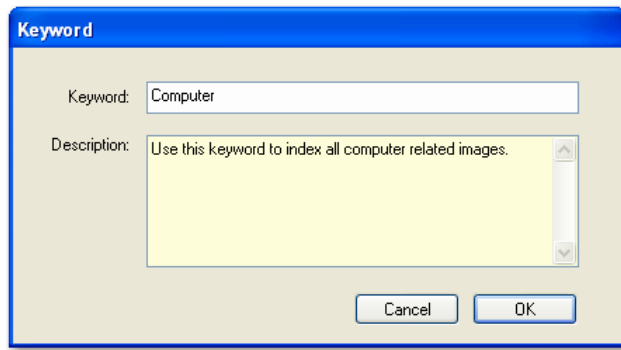 Keyword
Keyword: Computer
Description: Use this keyword to index all computer related images.
Cancel OK